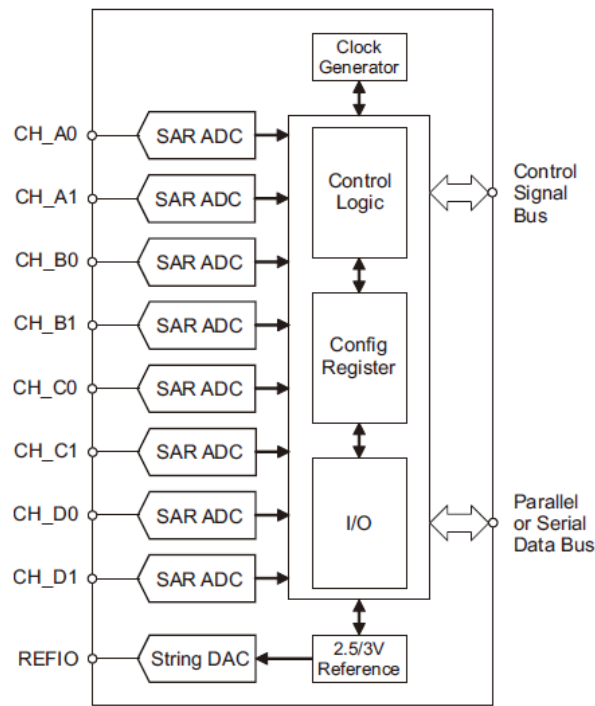 Clock
Generator
CH_A0
SAR ADC
CH_A1
SAR ADC
CH_B0
SAR ADC
CH_B1
SAR ADC
CH_C0
SAR ADC
CH_C1
SAR ADC
CH_D0
SAR ADC
CH_D1
SAR ADC
REFIO
String DAC
Control
Logic
Config
Register
I/O
2.5/3V
Reference
Control
Signal
Bus
Parallel
or Serial
Data Bus